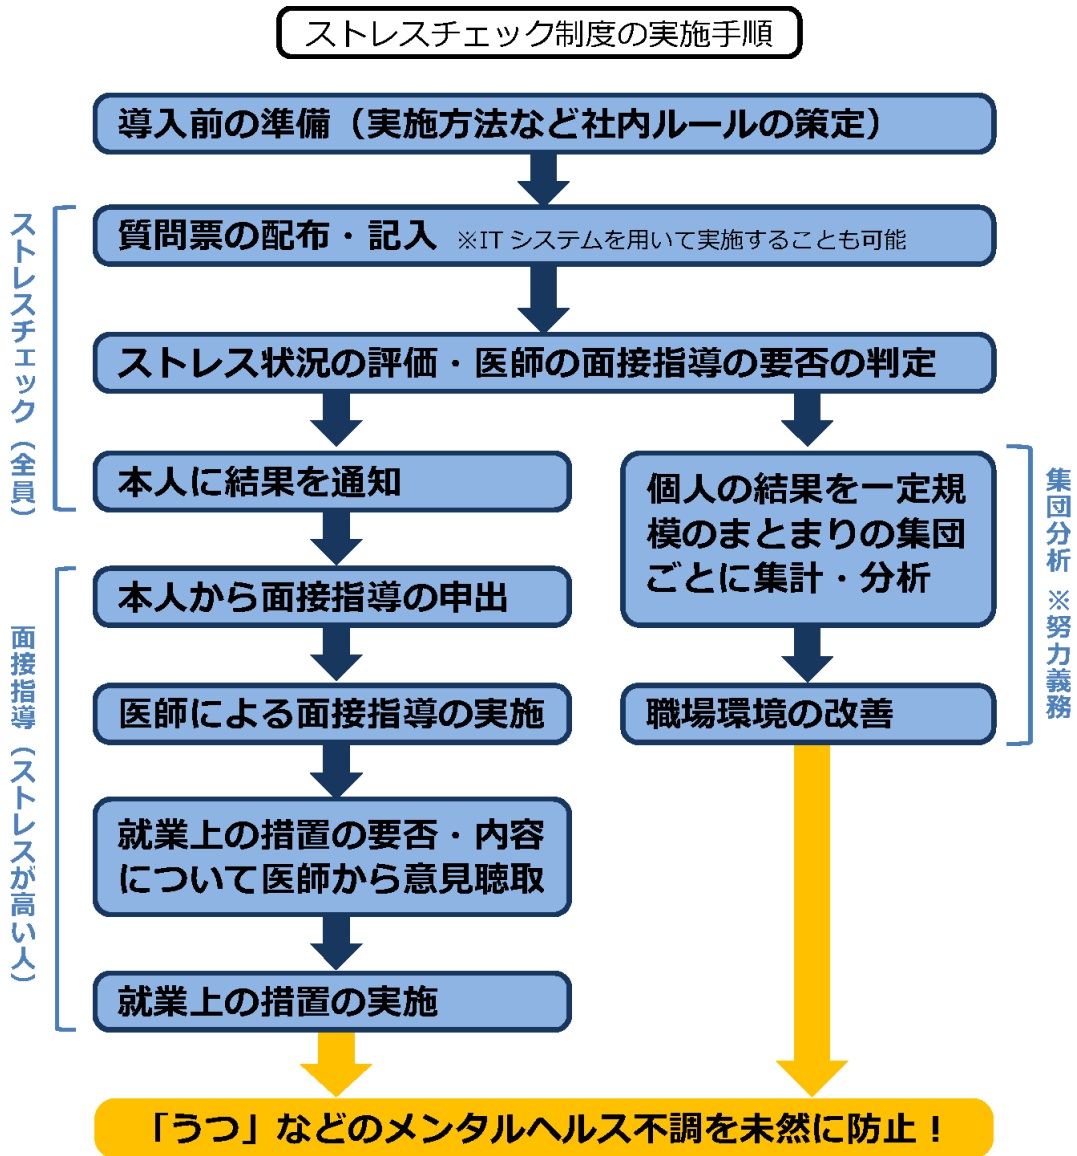 ストレスチェック制度の実施手順
導入前の準備（実施方法など社内ルールの策定）
ストレスチェック（全員）
質問票の配布・記入 ※IT システムを用いて実施することも可能
ストレス状況の評価・医師の面接指導の要否の判定
本人に結果を通知
面接指導（ストレスが高い人）
本人から面接指導の申出
医師による面接指導の実施
就業上の措置の要否・内容
について医師から意見聴取
就業上の措置の実施
集団分析 ※努力義務
個人の結果を一定規
模のまとまりの集団
ごとに集計・分析
職場環境の改善
「うつ」などのメンタルヘルス不調を未然に防止！